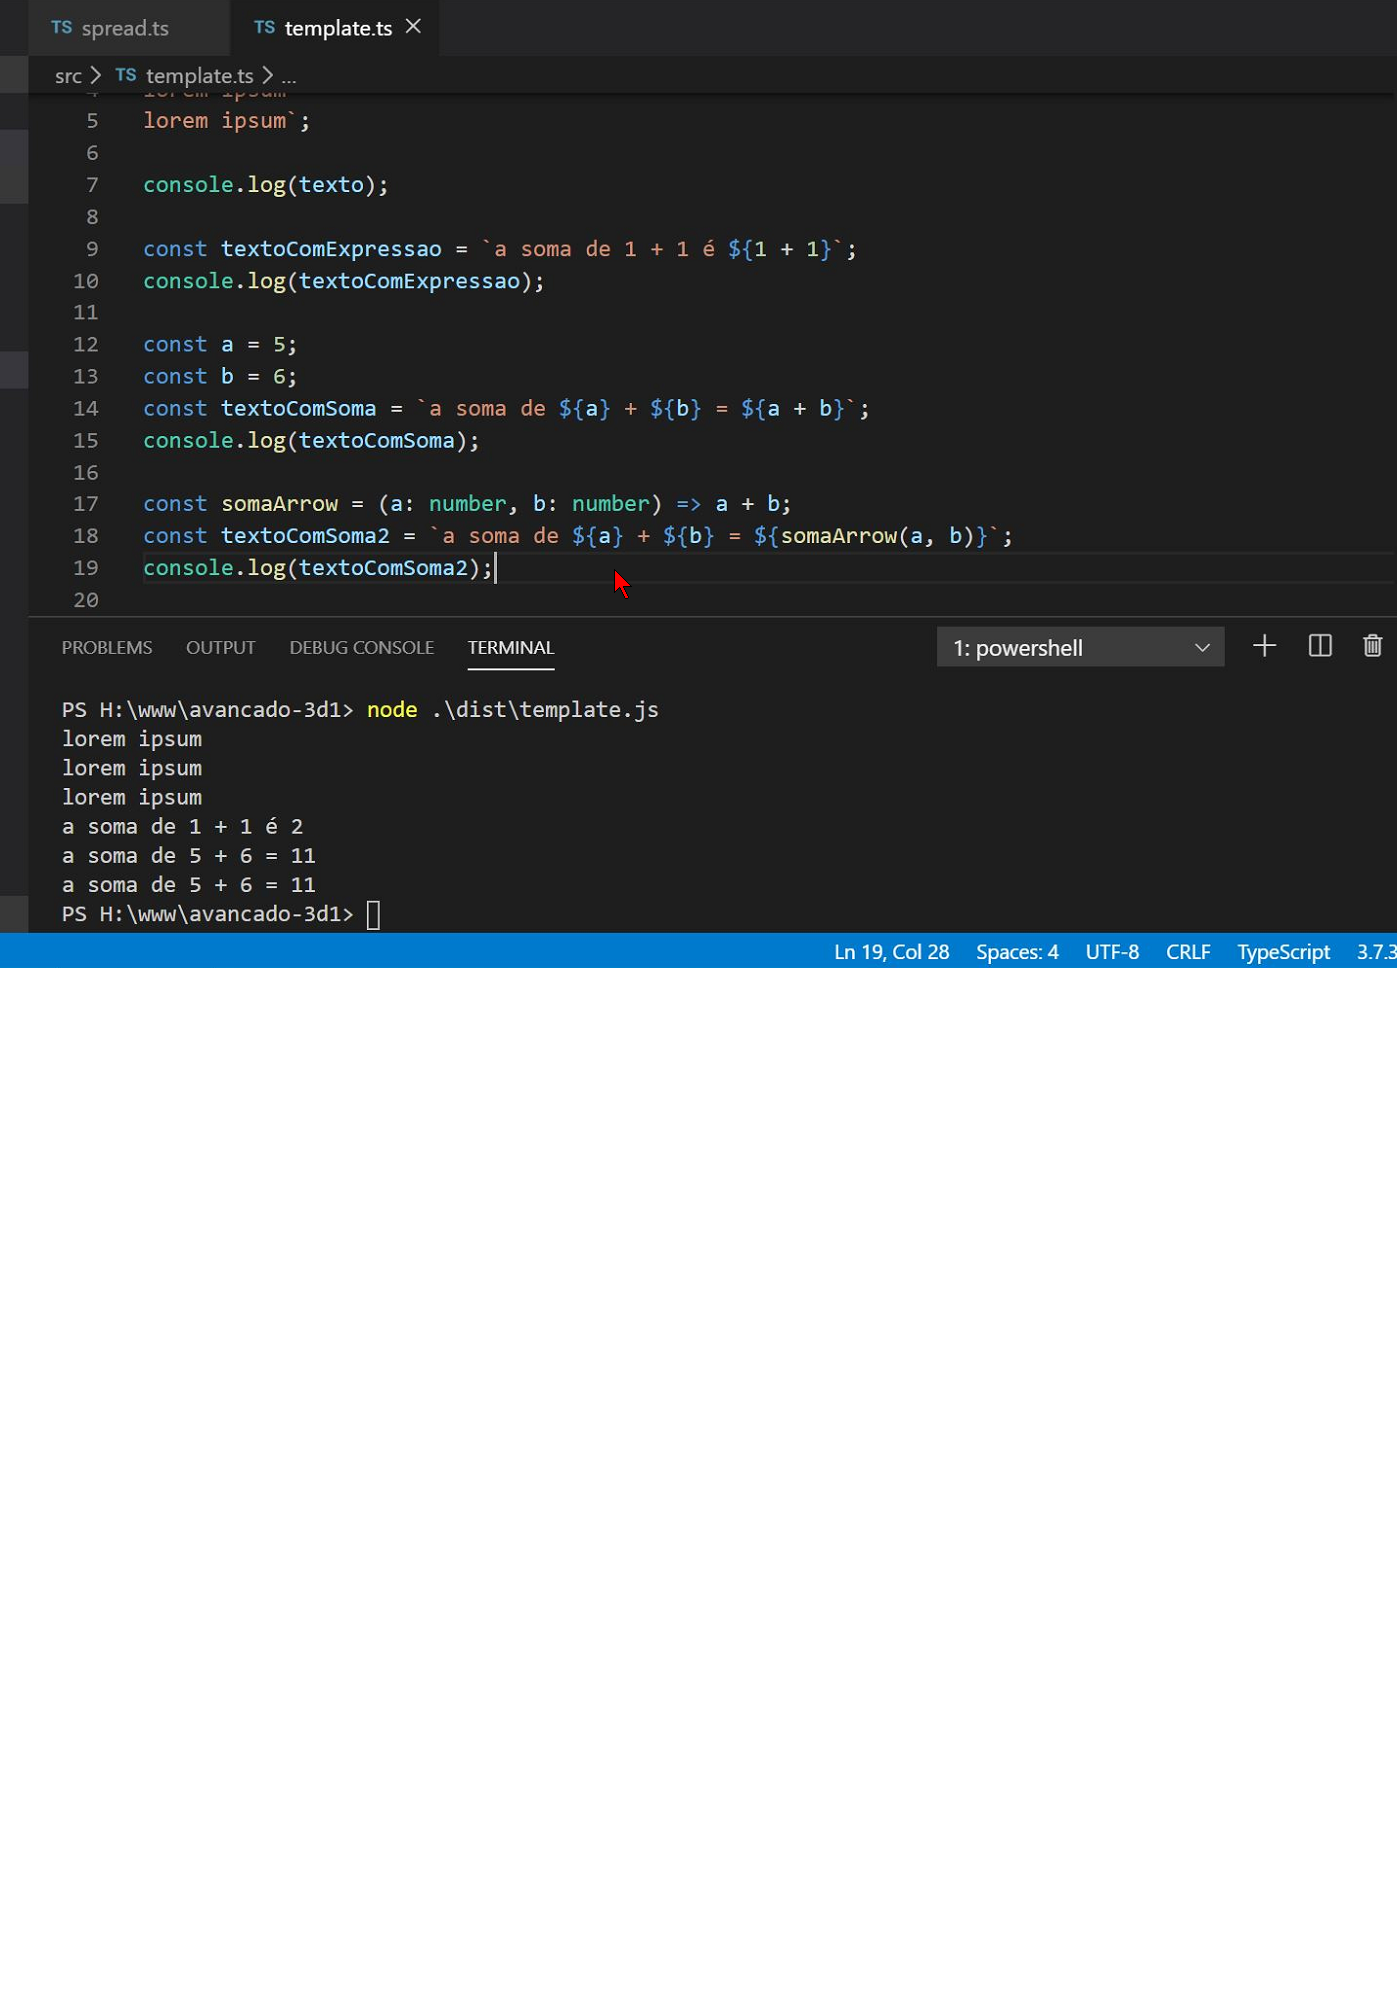 TS spread.ts TS template.ts
src > TS template.ts > ...
4 lorem ipsum
5 lorem ipsum`;
6
7 console.log(texto);
8
9 const textoComExpressao = `a soma de 1 + 1 é ${1 + 1}`;
10 console.log(textoComExpressao);
11
12 const a = 5;
13 const b = 6;
14 const textoComSoma = `a soma de ${a} + ${b} = ${a + b}`;
15 console.log(textoComSoma);
16
17 const somaArrow = (a: number, b: number) => a + b;
18 const textoComSoma2 = `a soma de ${a} + ${b} = ${somaArrow(a, b)}`;
19 console.log(textoComSoma2);
20
PROBLEMS OUTPUT DEBUG CONSOLE TERMINAL 1: powershell
PS H:\www\avancado-3d1> node .\dist\template.js
lorem ipsum
lorem ipsum
lorem ipsum
a soma de 1 + 1 é 2
a soma de 5 + 6 = 11
a soma de 5 + 6 = 11
PS H:\www\avancado-3d1>
Ln 19, Col 28 Spaces: 4 UTF-8 CRLF TypeScript 3.7.3